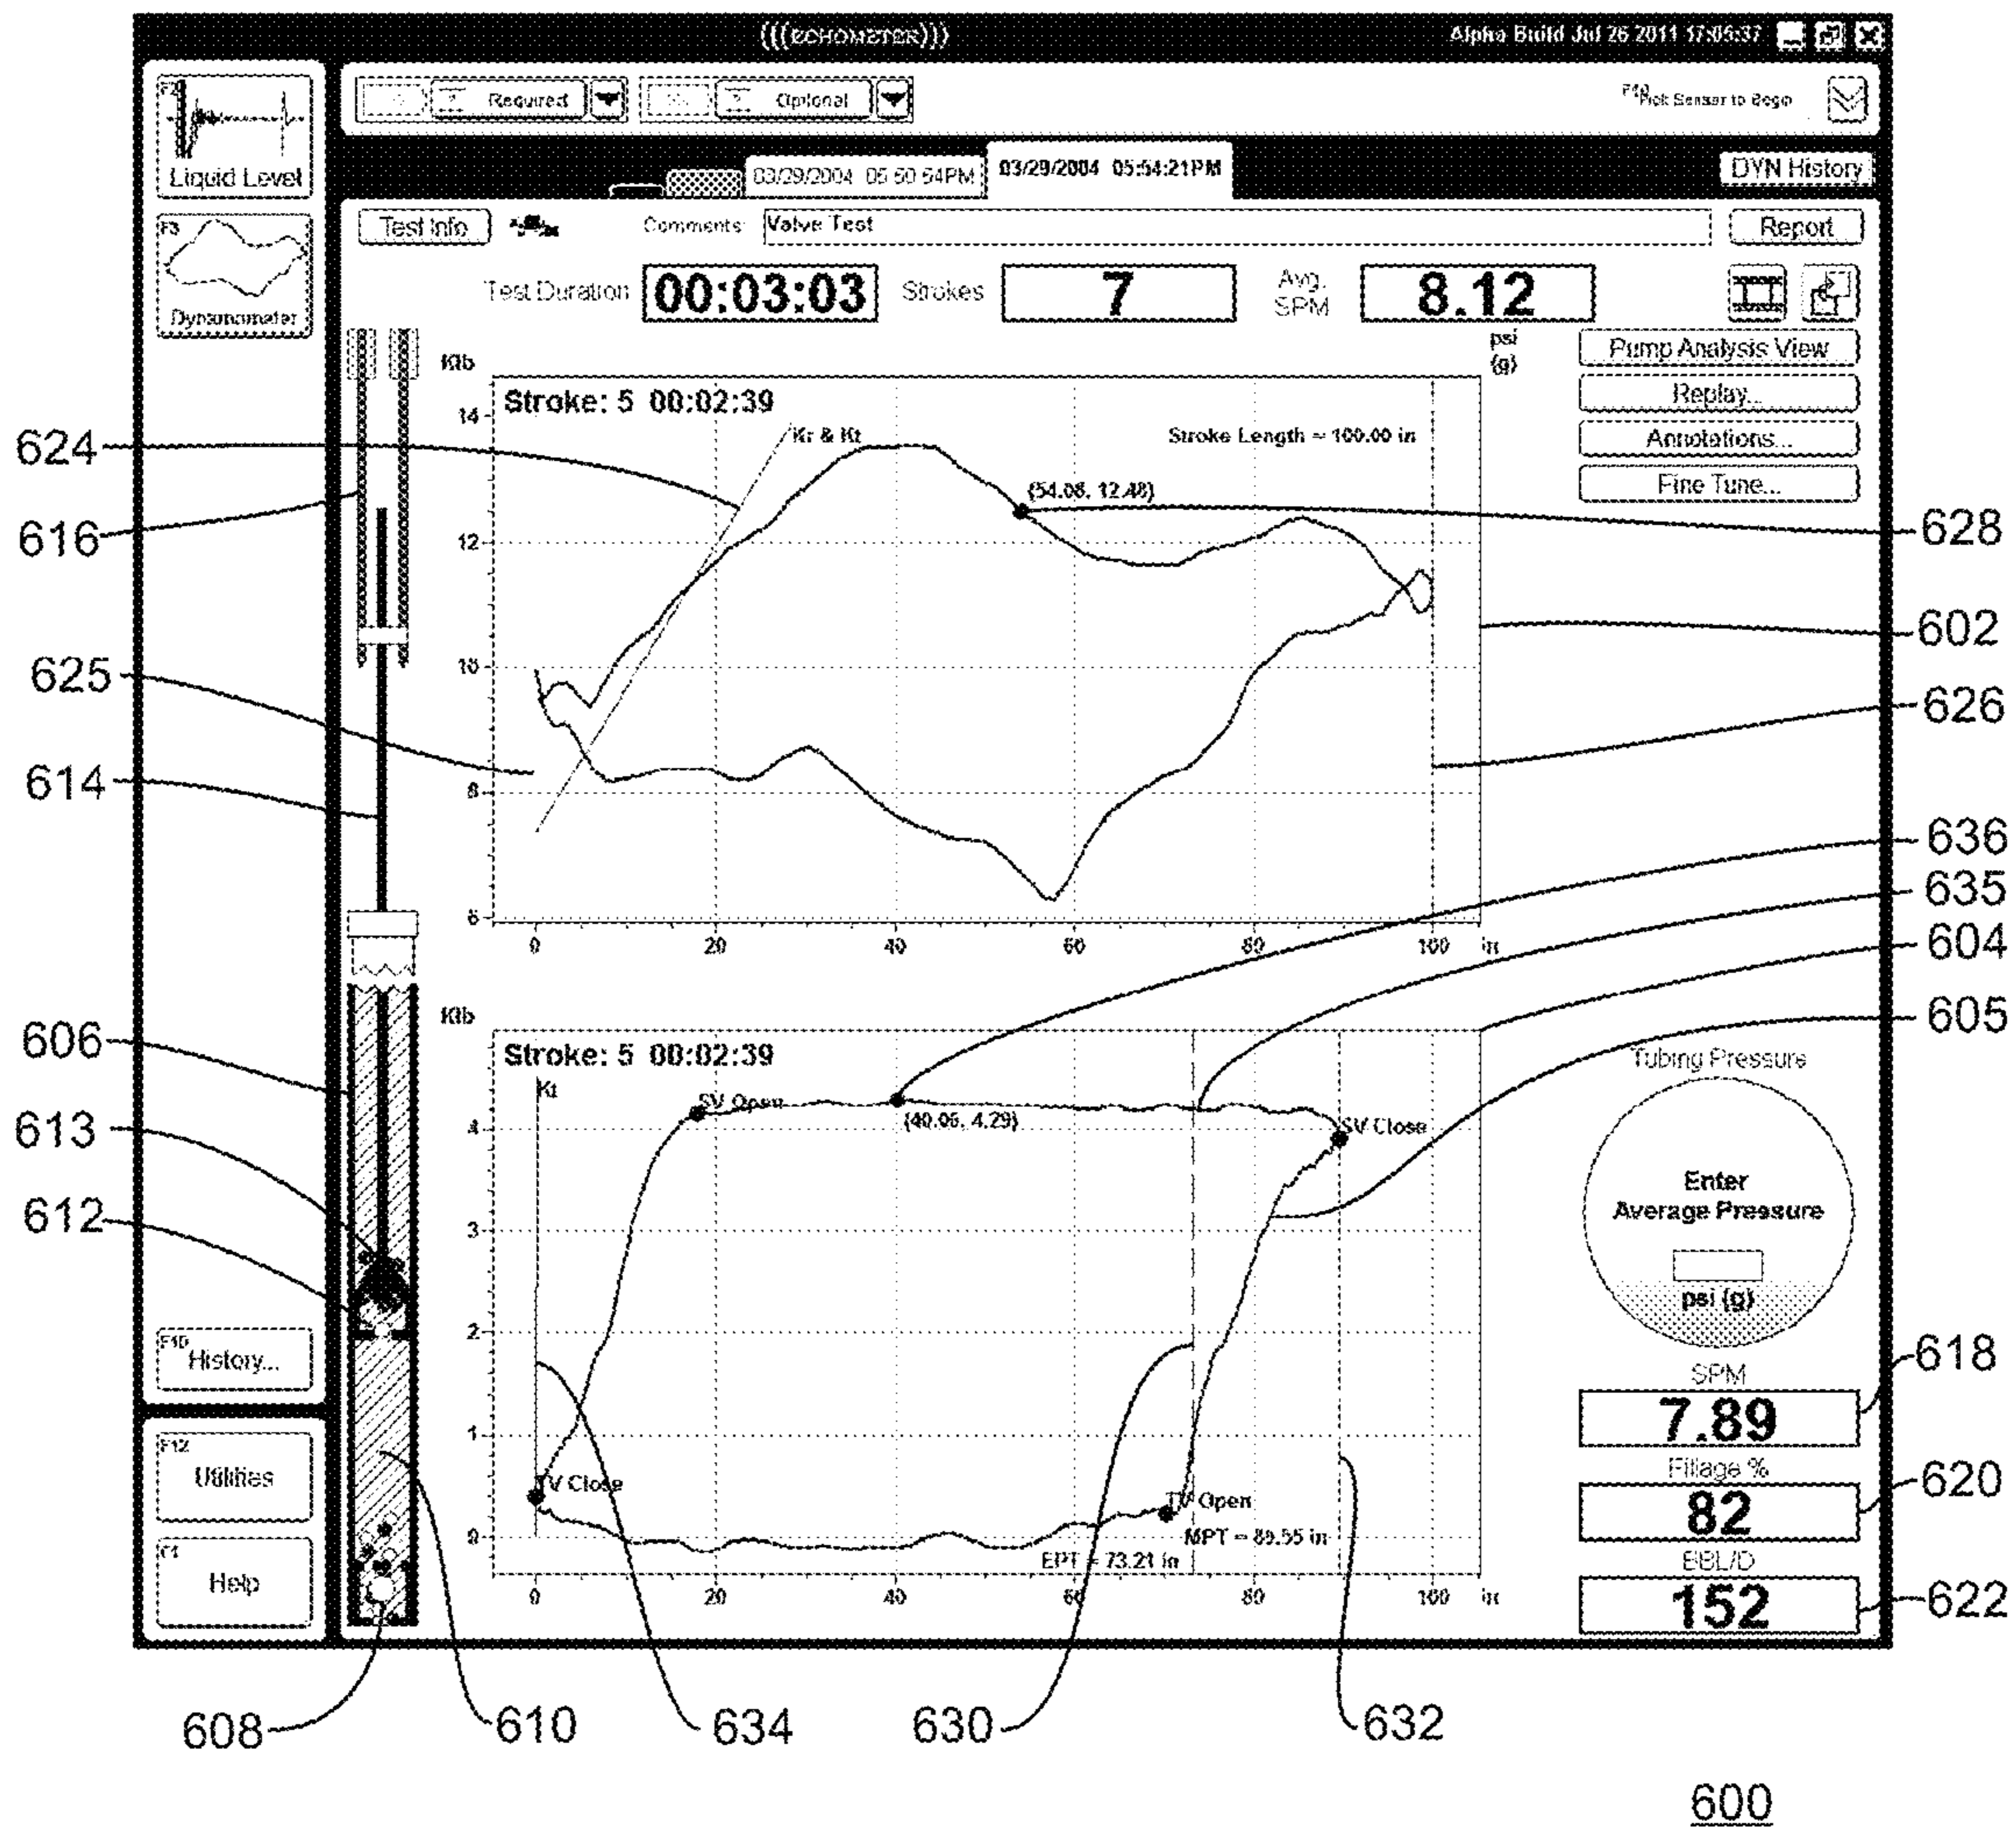 (((ECHOMETER))) Alpha Build Jul 26 2011 17:05:37
F2 Liquid Level
Required Optional Pick Sensor to Begin
03/29/2004 05:50:54PM 03/29/2004 05:54:21PM DYN History
F3 Dynamometer
Test Info Comments Valve Test Report
Test Duration 00:03:03 Strokes 7 Avg. SPM 8.12
psi (g)
Pump Analysis View
Replay...
Annotations...
Fine Tune...
Klb
Stroke: 5 00:02:39
Kr & Kt
Stroke Length = 100.00 in
(54.08, 12.48)
14
12
10
8
6
0 20 40 60 80 100 in
Klb
Stroke: 5 00:02:39
Kt
SV Open
(40.06, 4.29)
SV Close
4
3
2
1
0
TV Close
TV Open
MPT = 89.55 in
EPT = 73.21 in
0 20 40 60 80 100 in
Tubing Pressure
Enter
Average Pressure
psi (g)
SPM
7.89
Fillage %
82
BBL/D
152
F10 History...
F12 Utilities
F1 Help
624
616
625
614
606
613
612
628
602
626
636
635
604
605
618
620
622
608
610
634
630
632
600